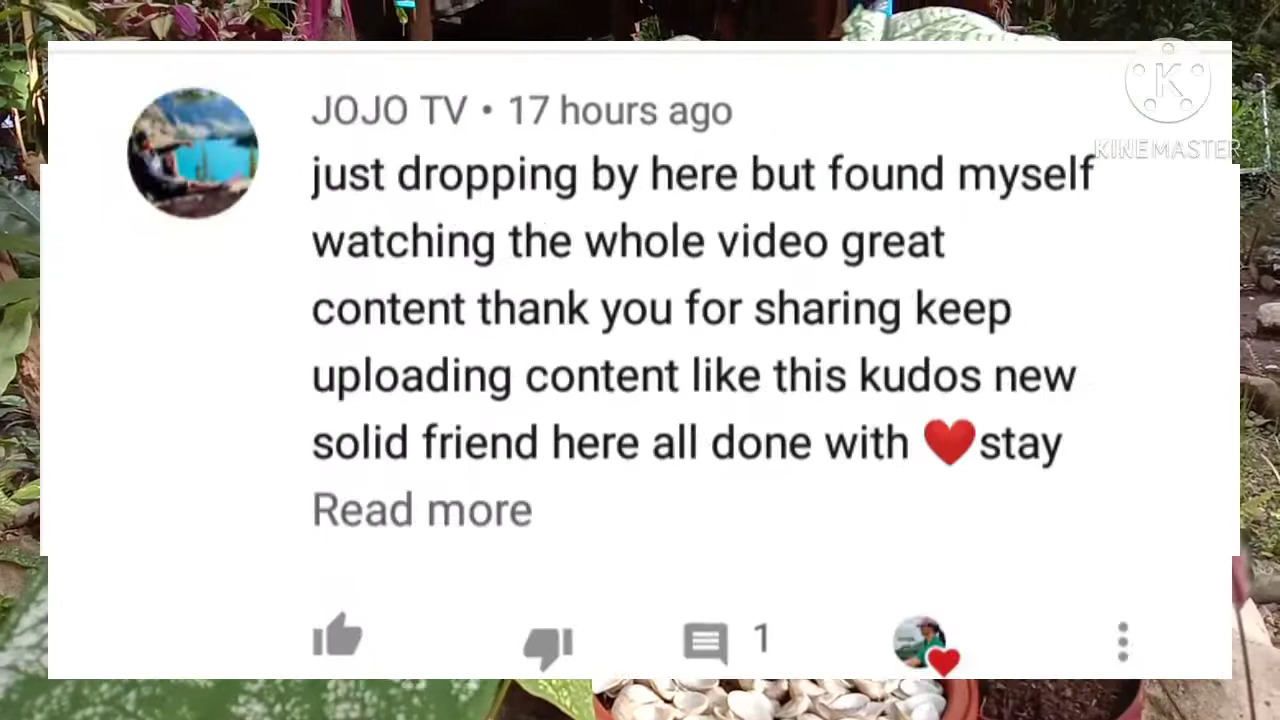 JOJO TV • 17 hours ago
just dropping by here but found myself
watching the whole video great
content thank you for sharing keep
uploading content like this kudos new
solid friend here all done with ❤️stay
Read more
1
K
KINEMASTER